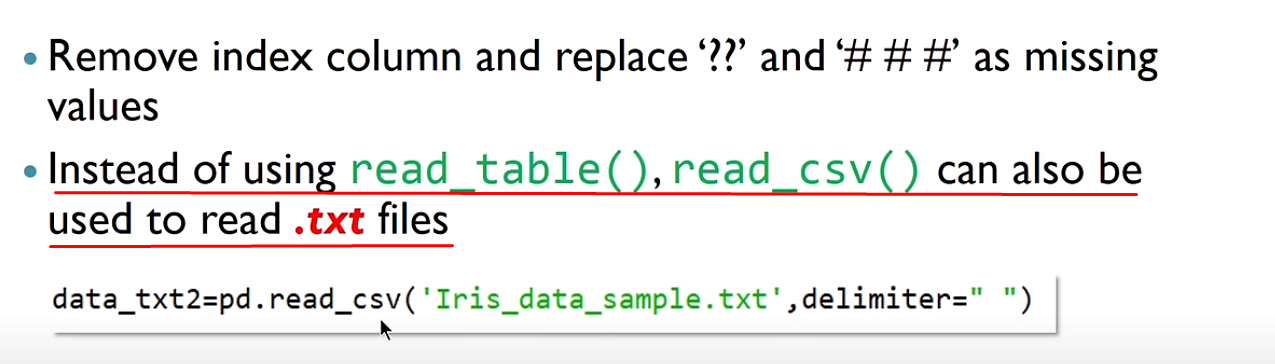 • Remove index column and replace ‘??’ and ‘# # #’ as missing
values
• Instead of using read_table(), read_csv() can also be
used to read .txt files
data_txt2=pd.read_csv('Iris_data_sample.txt',delimiter=" ")